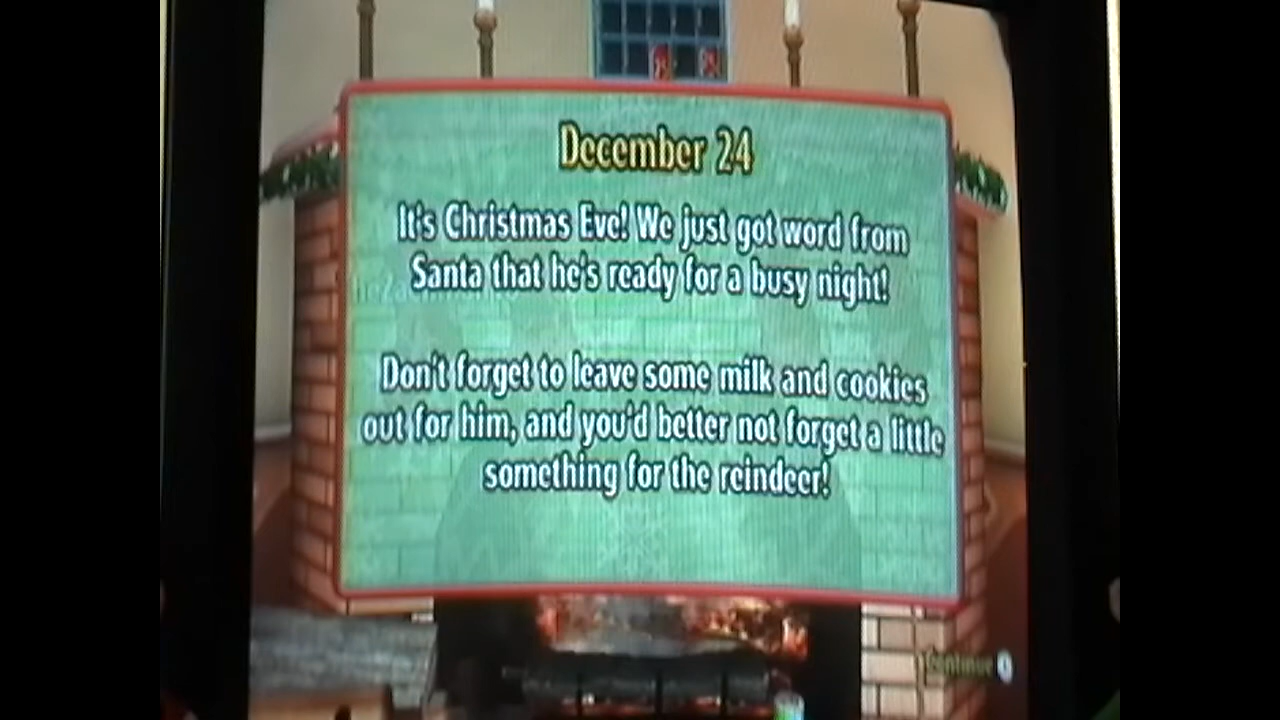 December 24
It's Christmas Eve! We just got word from
Santa that he's ready for a busy night!
Don't forget to leave some milk and cookies
out for him, and you'd better not forget a little
something for the reindeer!
Continue